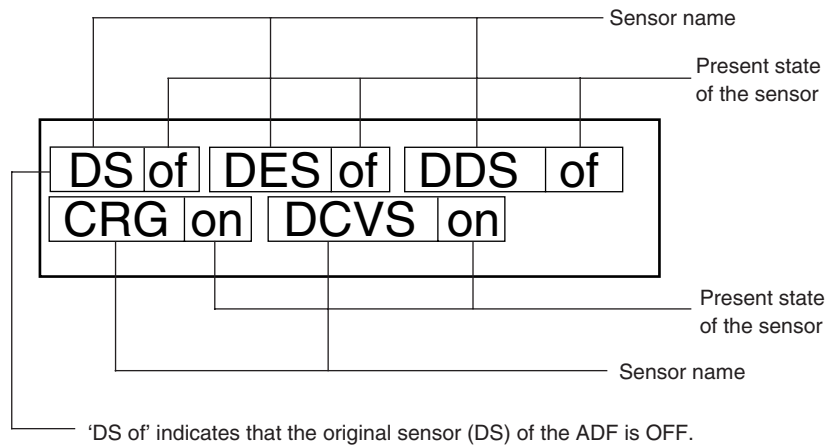 Sensor name
Present state
of the sensor
DS of DES of DDS of
CRG on DCVS on
Present state
of the sensor
Sensor name
‘DS of’ indicates that the original sensor (DS) of the ADF is OFF.